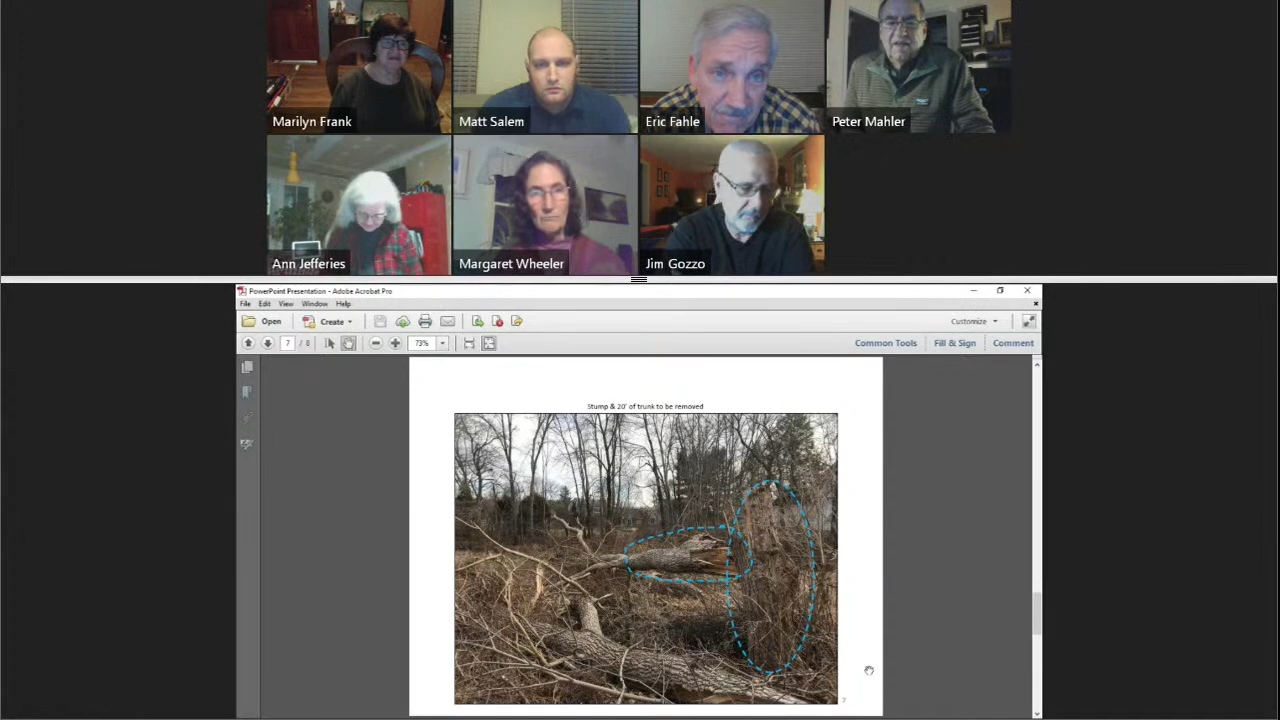 Marilyn Frank
Matt Salem
Eric Fahle
Peter Mahler
Ann Jefferies
Margaret Wheeler
Jim Gozzo
PowerPoint Presentation - Adobe Acrobat Pro
File Edit View Window Help
Open Create Customize
7 / 8 73% Common Tools Fill & Sign Comment
Stump & 20' of trunk to be removed
7